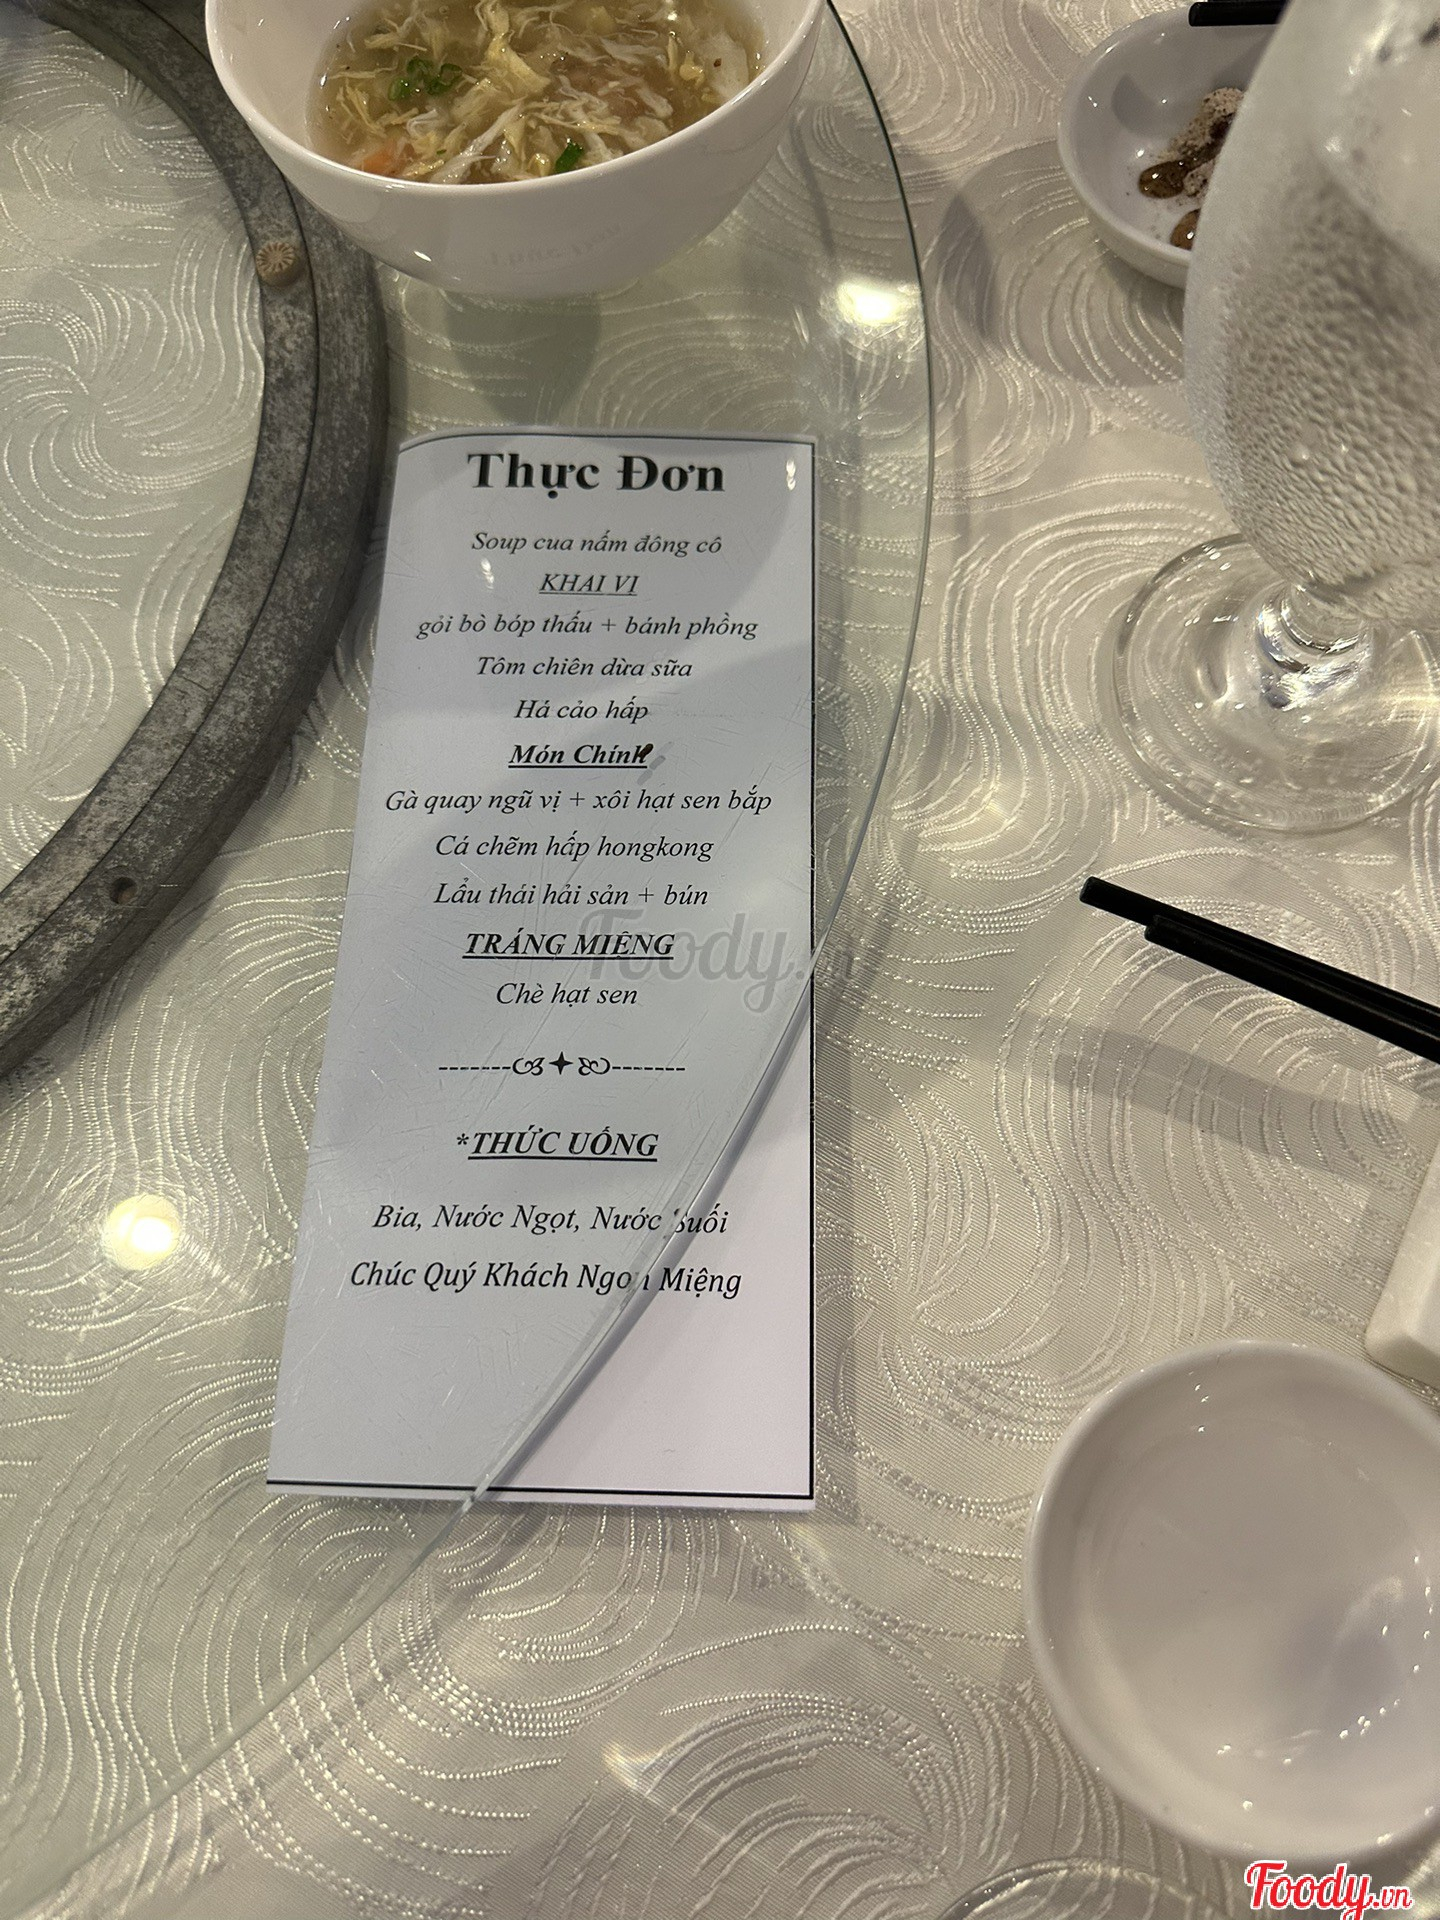 Thực Đơn
Soup cua nấm đông cô
KHAI VỊ
gỏi bò bóp thấu + bánh phồng
Tôm chiên dừa sữa
Há cảo hấp
Món Chính
Gà quay ngũ vị + xôi hạt sen bắp
Cá chẽm hấp hongkong
Lẩu thái hải sản + bún
TRÁNG MIỆNG
Chè hạt sen
*THỨC UỐNG
Bia, Nước Ngọt, Nước Suối
Chúc Quý Khách Ngon Miệng
Foody.vn
Foody.vn